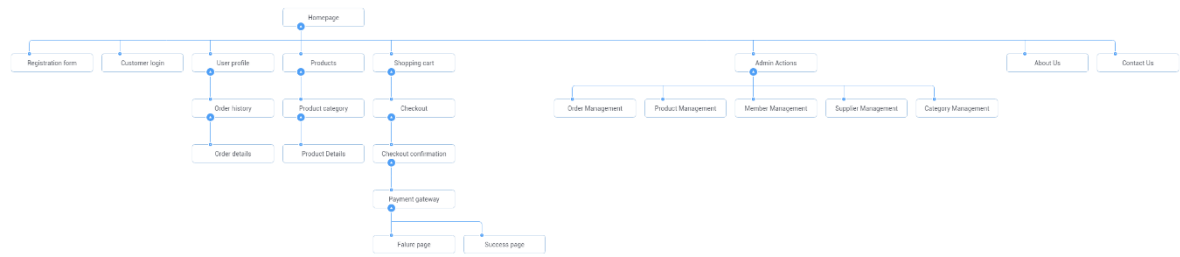 Homepage
Registration form
Customer login
User profile
Products
Shopping cart
Admin Actions
About Us
Contact Us
Order history
Product category
Checkout
Order Management
Product Management
Member Management
Supplier Management
Category Management
Order details
Product Details
Checkout confirmation
Payment gateway
Falure page
Success page